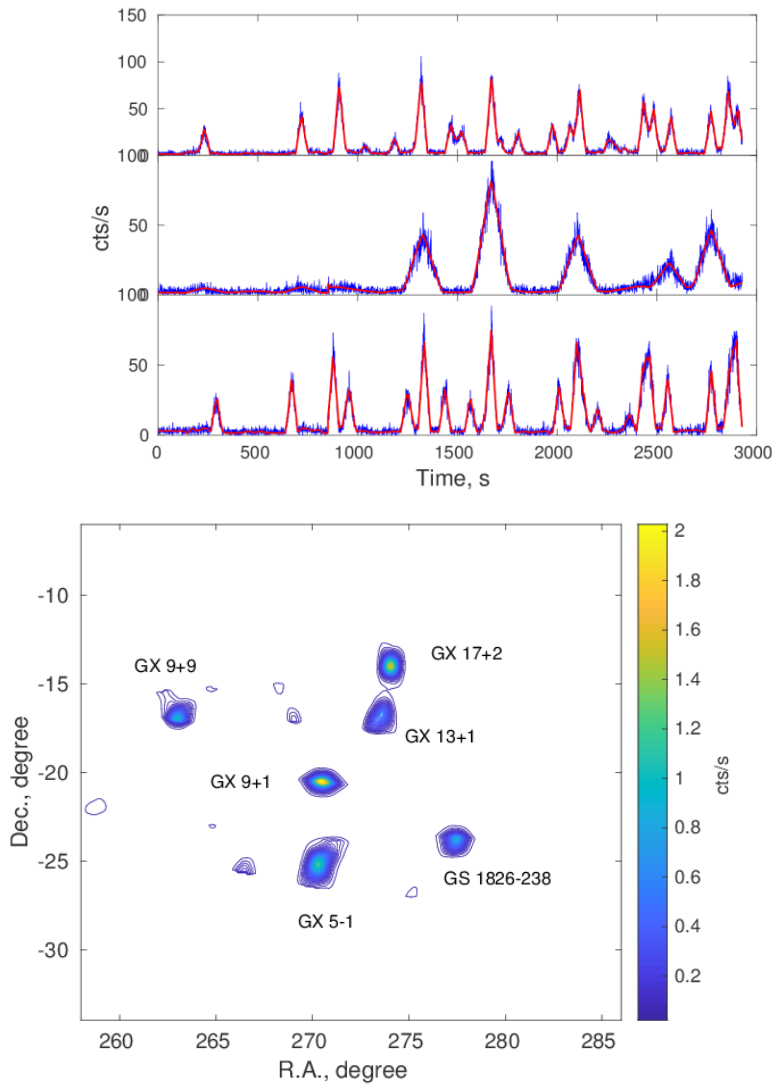 150
100
50
100 0
50
100 0
50
0
cts/s
0 500 1000 1500 2000 2500 3000
Time, s
-10
-15
-20
-25
-30
Dec., degree
GX 17+2
GX 9+9
GX 13+1
GX 9+1
GS 1826-238
GX 5-1
260 265 270 275 280 285
R.A., degree
2
1.8
1.6
1.4
1.2
1
0.8
0.6
0.4
0.2
cts/s